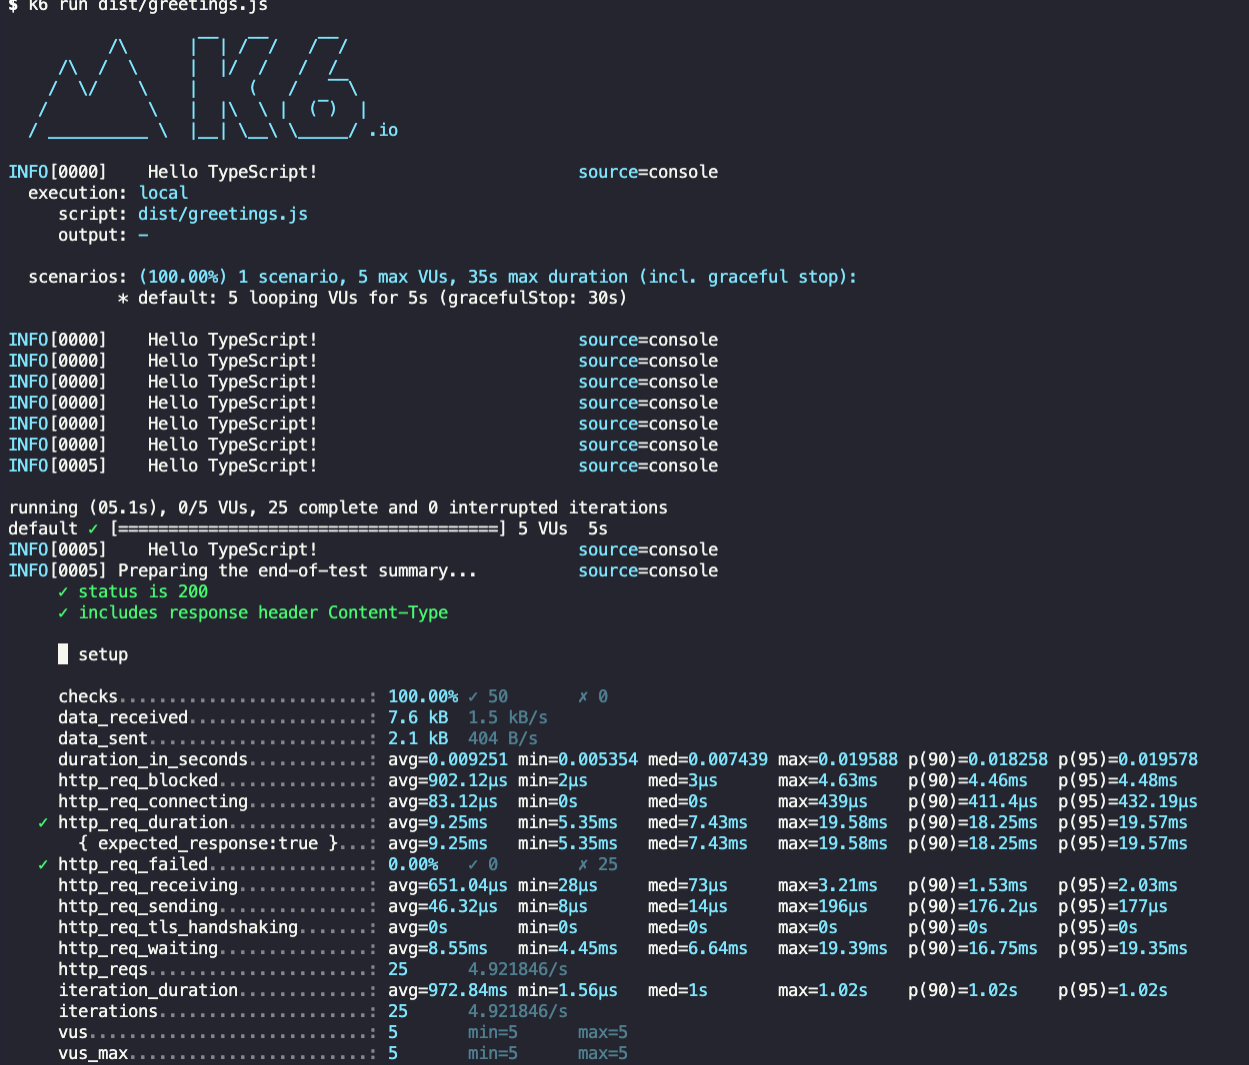 $ k6 run dist/greetings.js
K6 .io
INFO[0000]    Hello TypeScript!                          source=console
  execution: local
     script: dist/greetings.js
     output: -
  scenarios: (100.00%) 1 scenario, 5 max VUs, 35s max duration (incl. graceful stop):
           * default: 5 looping VUs for 5s (gracefulStop: 30s)
INFO[0000]    Hello TypeScript!                          source=console
INFO[0000]    Hello TypeScript!                          source=console
INFO[0000]    Hello TypeScript!                          source=console
INFO[0000]    Hello TypeScript!                          source=console
INFO[0000]    Hello TypeScript!                          source=console
INFO[0000]    Hello TypeScript!                          source=console
INFO[0005]    Hello TypeScript!                          source=console
running (05.1s), 0/5 VUs, 25 complete and 0 interrupted iterations
default ✓ [======================================] 5 VUs  5s
INFO[0005]    Hello TypeScript!                          source=console
INFO[0005] Preparing the end-of-test summary...          source=console
     ✓ status is 200
     ✓ includes response header Content-Type
     █ setup
     checks.........................: 100.00% ✓ 50       ✗ 0
     data_received..................: 7.6 kB  1.5 kB/s
     data_sent......................: 2.1 kB  404 B/s
     duration_in_seconds............: avg=0.009251 min=0.005354 med=0.007439 max=0.019588 p(90)=0.018258 p(95)=0.019578
     http_req_blocked...............: avg=902.12µs min=2µs      med=3µs      max=4.63ms   p(90)=4.46ms   p(95)=4.48ms
     http_req_connecting............: avg=83.12µs  min=0s       med=0s       max=439µs    p(90)=411.4µs  p(95)=432.19µs
   ✓ http_req_duration..............: avg=9.25ms   min=5.35ms   med=7.43ms   max=19.58ms  p(90)=18.25ms  p(95)=19.57ms
       { expected_response:true }...: avg=9.25ms   min=5.35ms   med=7.43ms   max=19.58ms  p(90)=18.25ms  p(95)=19.57ms
   ✓ http_req_failed................: 0.00%   ✓ 0        ✗ 25
     http_req_receiving.............: avg=651.04µs min=28µs     med=73µs     max=3.21ms   p(90)=1.53ms   p(95)=2.03ms
     http_req_sending...............: avg=46.32µs  min=8µs      med=14µs     max=196µs    p(90)=176.2µs  p(95)=177µs
     http_req_tls_handshaking.......: avg=0s       min=0s       med=0s       max=0s       p(90)=0s       p(95)=0s
     http_req_waiting...............: avg=8.55ms   min=4.45ms   med=6.64ms   max=19.39ms  p(90)=16.75ms  p(95)=19.35ms
     http_reqs......................: 25      4.921846/s
     iteration_duration.............: avg=972.84ms min=1.56µs   med=1s       max=1.02s    p(90)=1.02s    p(95)=1.02s
     iterations.....................: 25      4.921846/s
     vus............................: 5       min=5      max=5
     vus_max........................: 5       min=5      max=5